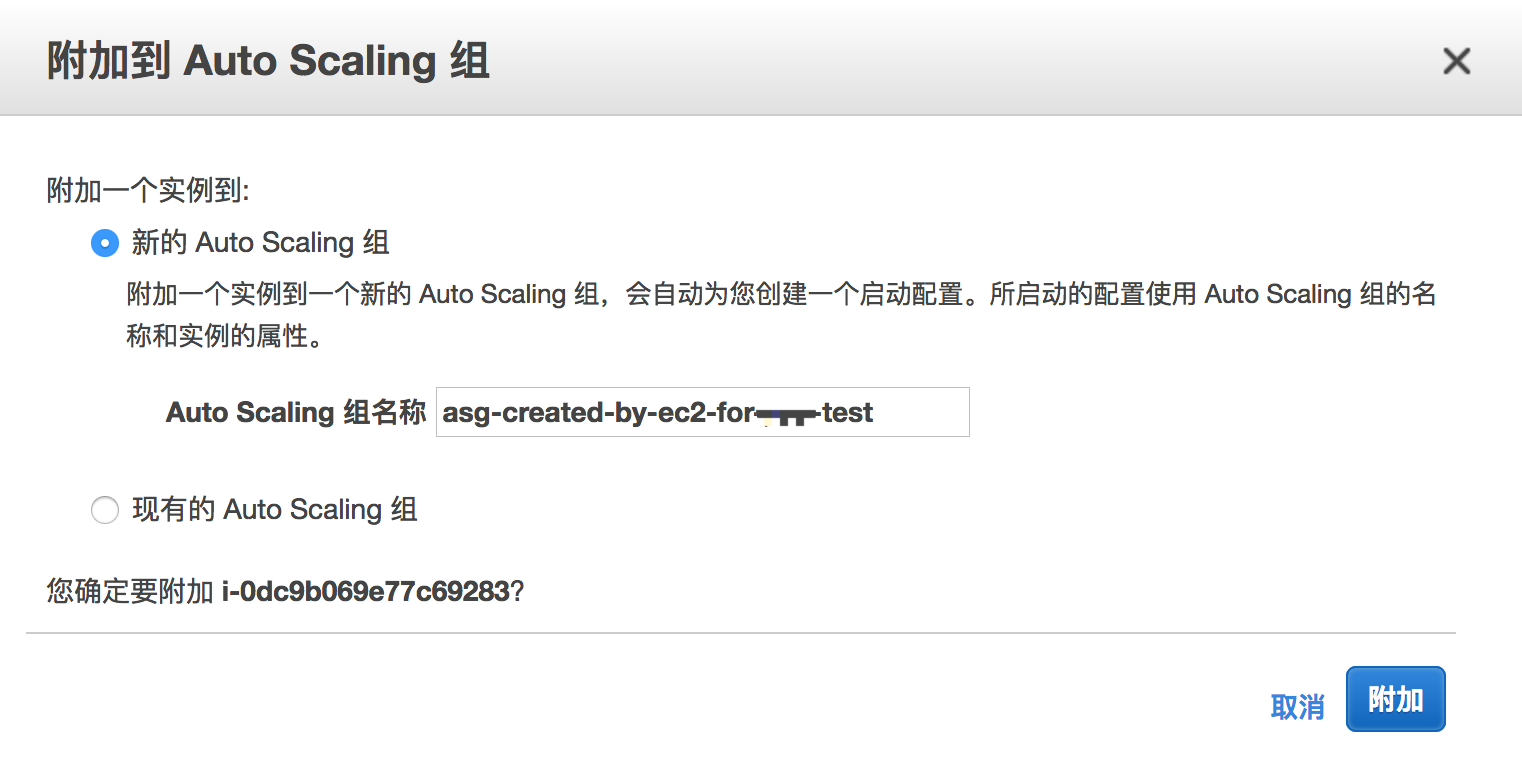 附加到 Auto Scaling 组
附加一个实例到:
新的 Auto Scaling 组
附加一个实例到一个新的 Auto Scaling 组，会自动为您创建一个启动配置。所启动的配置使用 Auto Scaling 组的名
称和实例的属性。
Auto Scaling 组名称 asg-created-by-ec2-for- -test
现有的 Auto Scaling 组
您确定要附加 i-0dc9b069e77c69283?
取消 附加